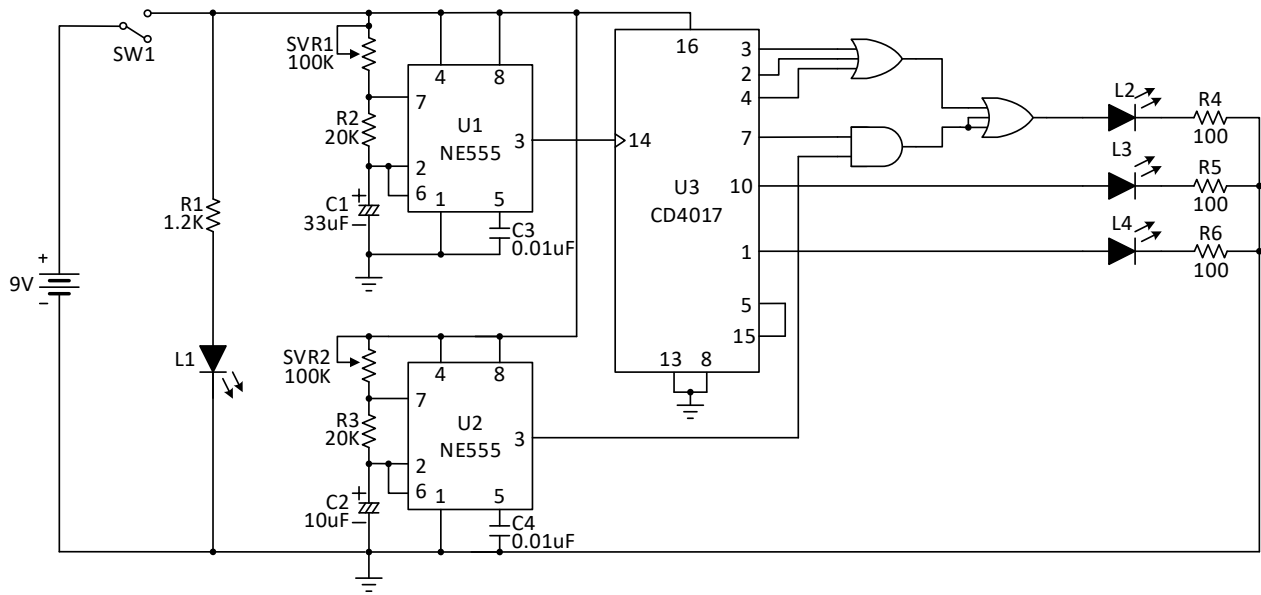 SW1
9V
+
−
R1
1.2K
L1
SVR1
100K
R2
20K
C1
33uF
+
−
4
8
7
2
6
1
5
3
U1
NE555
C3
0.01uF
SVR2
100K
R3
20K
C2
10uF
+
−
4
8
7
2
6
1
5
3
U2
NE555
C4
0.01uF
16
14
U3
CD4017
3
2
4
7
10
1
5
15
13
8
L2
R4
100
L3
R5
100
L4
R6
100